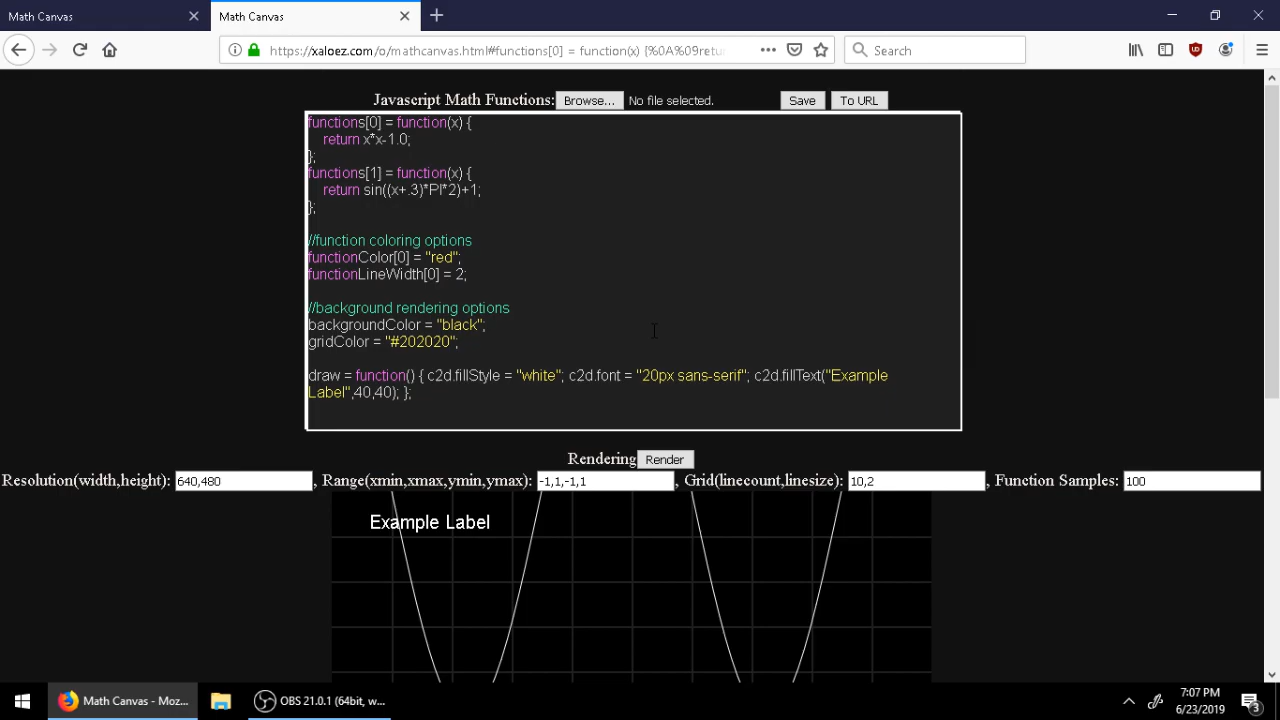 Math Canvas
Math Canvas
https://xaloez.com/o/mathcanvas.html#functions[0] = function(x) {%0A%09retu
Search
Javascript Math Functions: Browse... No file selected. Save To URL
functions[0] = function(x) {
return x*x-1.0;
};
functions[1] = function(x) {
return sin((x+.3)*PI*2)+1;
};
//function coloring options
functionColor[0] = "red";
functionLineWidth[0] = 2;
//background rendering options
backgroundColor = "black";
gridColor = "#202020";
draw = function() { c2d.fillStyle = "white"; c2d.font = "20px sans-serif"; c2d.fillText("Example
Label",40,40); };
Rendering Render
Resolution(width,height): 640,480 , Range(xmin,xmax,ymin,ymax): -1,1,-1,1 , Grid(linecount,linesize): 10,2 , Function Samples: 100
Example Label
Math Canvas - Moz...
OBS 21.0.1 (64bit, w...
7:07 PM
6/23/2019
3